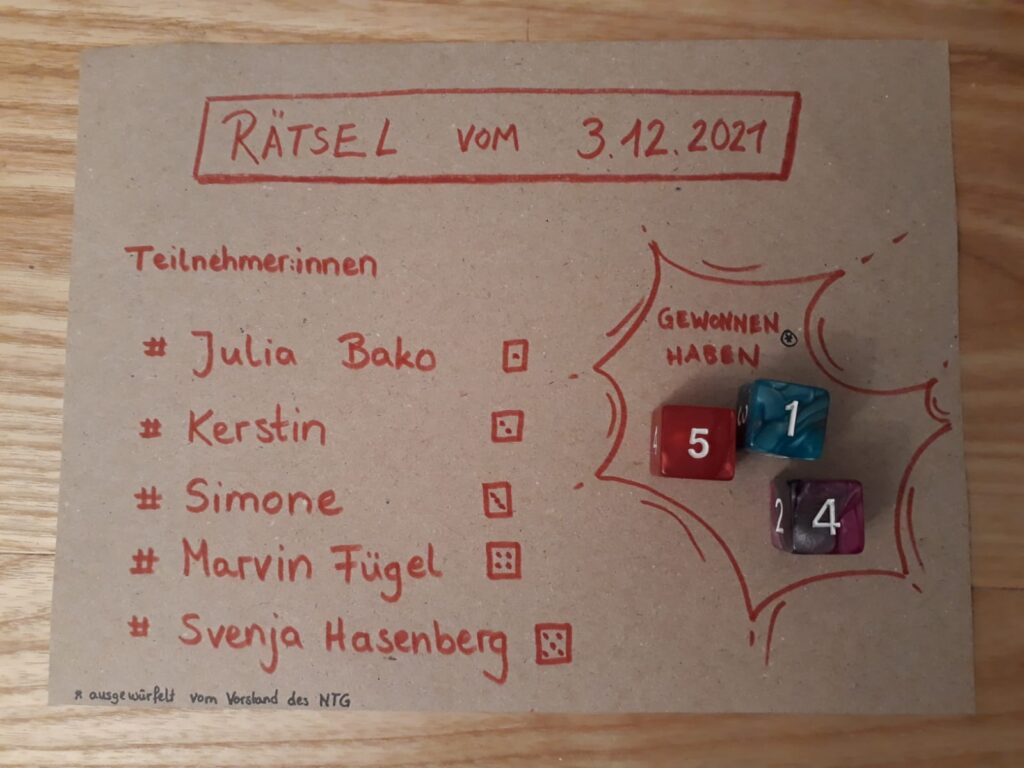 RÄTSEL VOM 3.12.2021
Teilnehmer:innen
# Julia Bako
# Kerstin
# Simone
# Marvin Fügel
# Svenja Hasenberg
* ausgewürfelt vom Vorstand des NTG
GEWONNEN
HABEN *
5
3 1
2 4